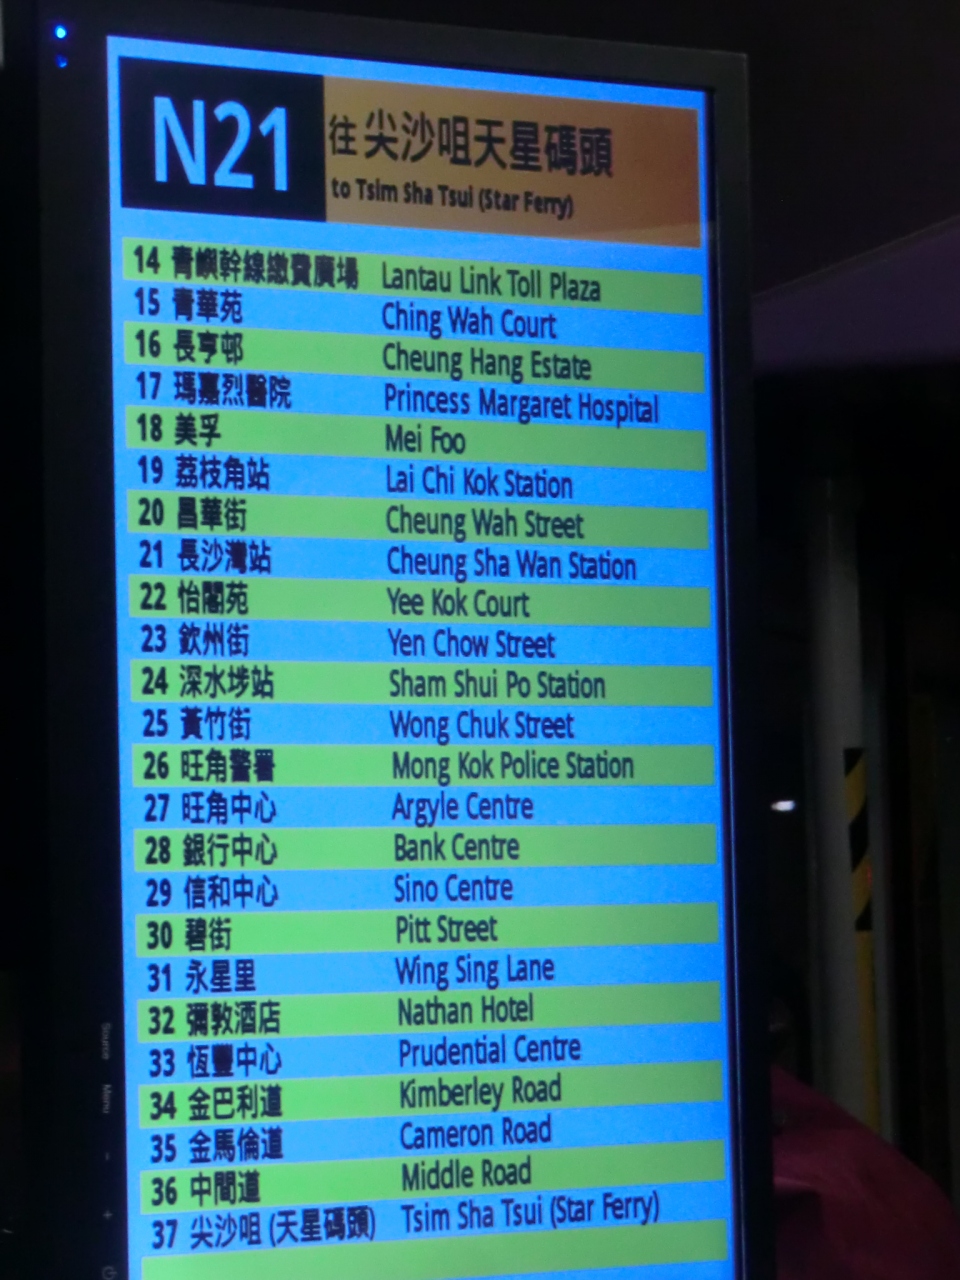 N21
往 尖沙咀天星碼頭
to Tsim Sha Tsui (Star Ferry)
14 青嶼幹線繳費廣場 Lantau Link Toll Plaza
15 青華苑 Ching Wah Court
16 長亨邨 Cheung Hang Estate
17 瑪嘉烈醫院 Princess Margaret Hospital
18 美孚 Mei Foo
19 荔枝角站 Lai Chi Kok Station
20 昌華街 Cheung Wah Street
21 長沙灣站 Cheung Sha Wan Station
22 怡閣苑 Yee Kok Court
23 欽州街 Yen Chow Street
24 深水埗站 Sham Shui Po Station
25 黃竹街 Wong Chuk Street
26 旺角警署 Mong Kok Police Station
27 旺角中心 Argyle Centre
28 銀行中心 Bank Centre
29 信和中心 Sino Centre
30 碧街 Pitt Street
31 永星里 Wing Sing Lane
32 彌敦酒店 Nathan Hotel
33 恆豐中心 Prudential Centre
34 金巴利道 Kimberley Road
35 金馬倫道 Cameron Road
36 中間道 Middle Road
37 尖沙咀 (天星碼頭) Tsim Sha Tsui (Star Ferry)
Source
Menu
-
+